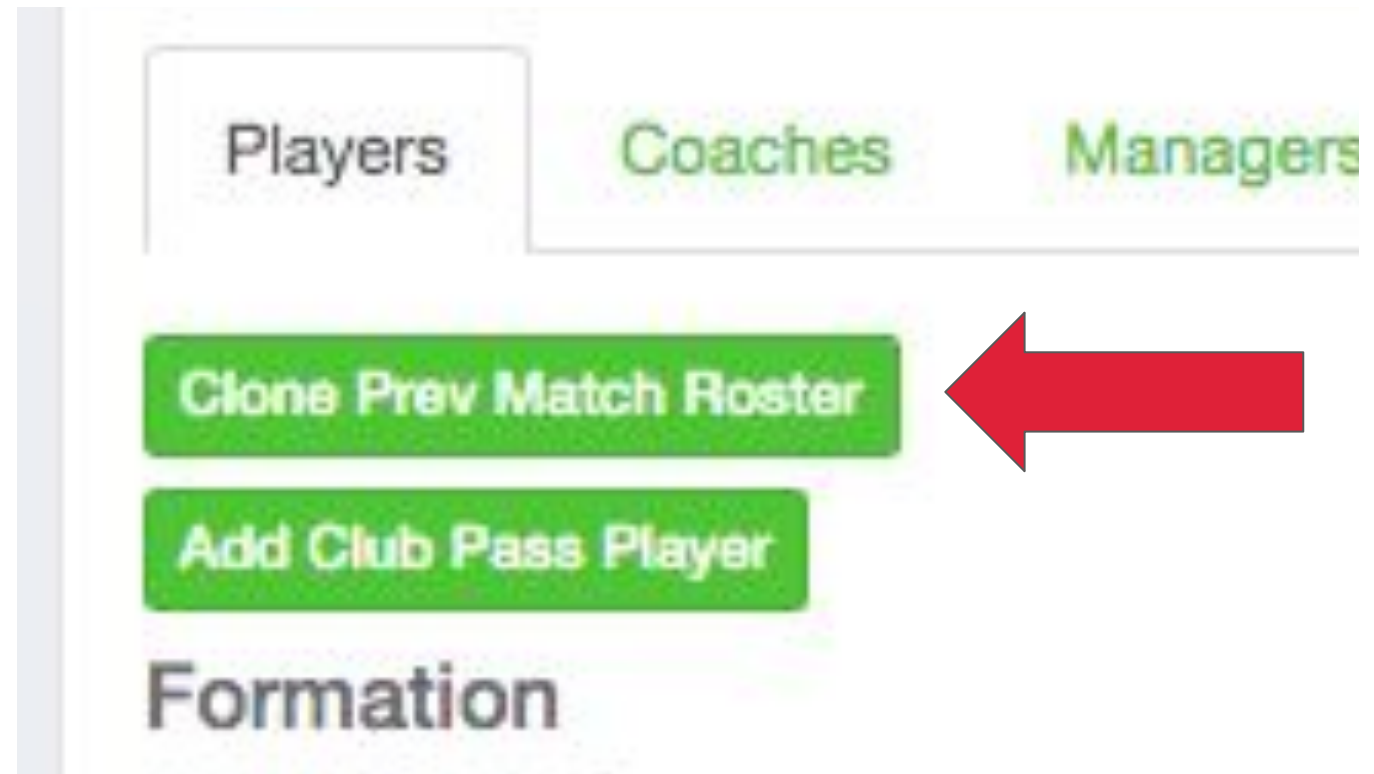 Players Coaches Managers
Clone Prev Match Roster
Add Club Pass Player
Formation